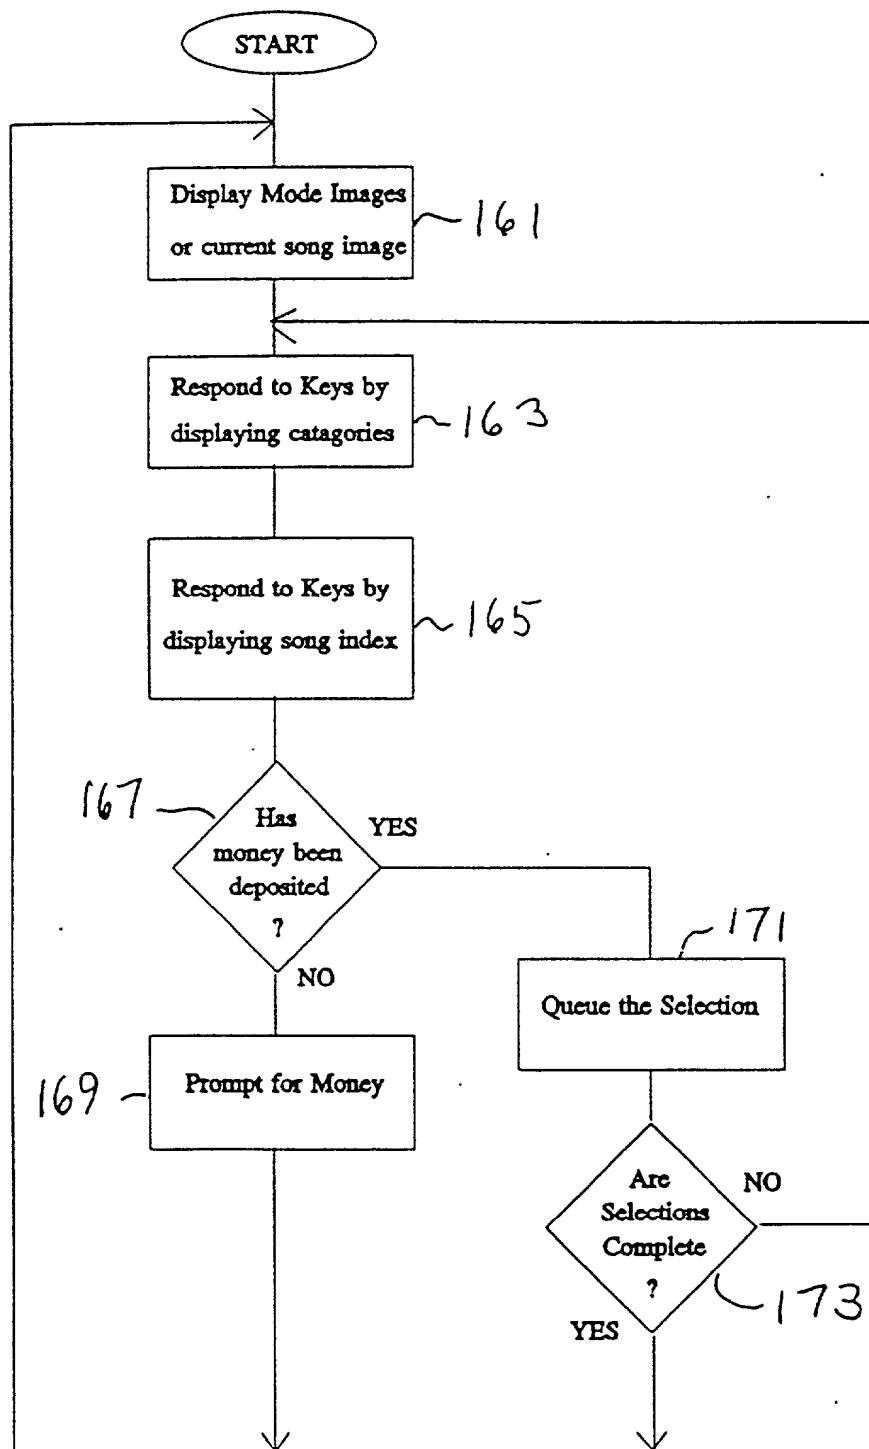 START
Display Mode Images
or current song image
161
Respond to Keys by
displaying catagories
163
Respond to Keys by
displaying song index
165
167
Has
money been
deposited
?
YES
NO
171
Queue the Selection
169
Prompt for Money
Are
Selections
Complete
?
NO
173
YES